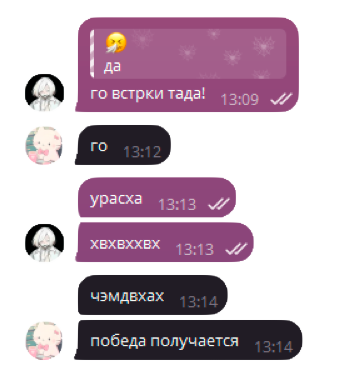 🤧
да
го встрки тада! 13:09
го 13:12
урасха 13:13
хвхвххвх 13:13
чэмдвхах 13:14
победа получается 13:14